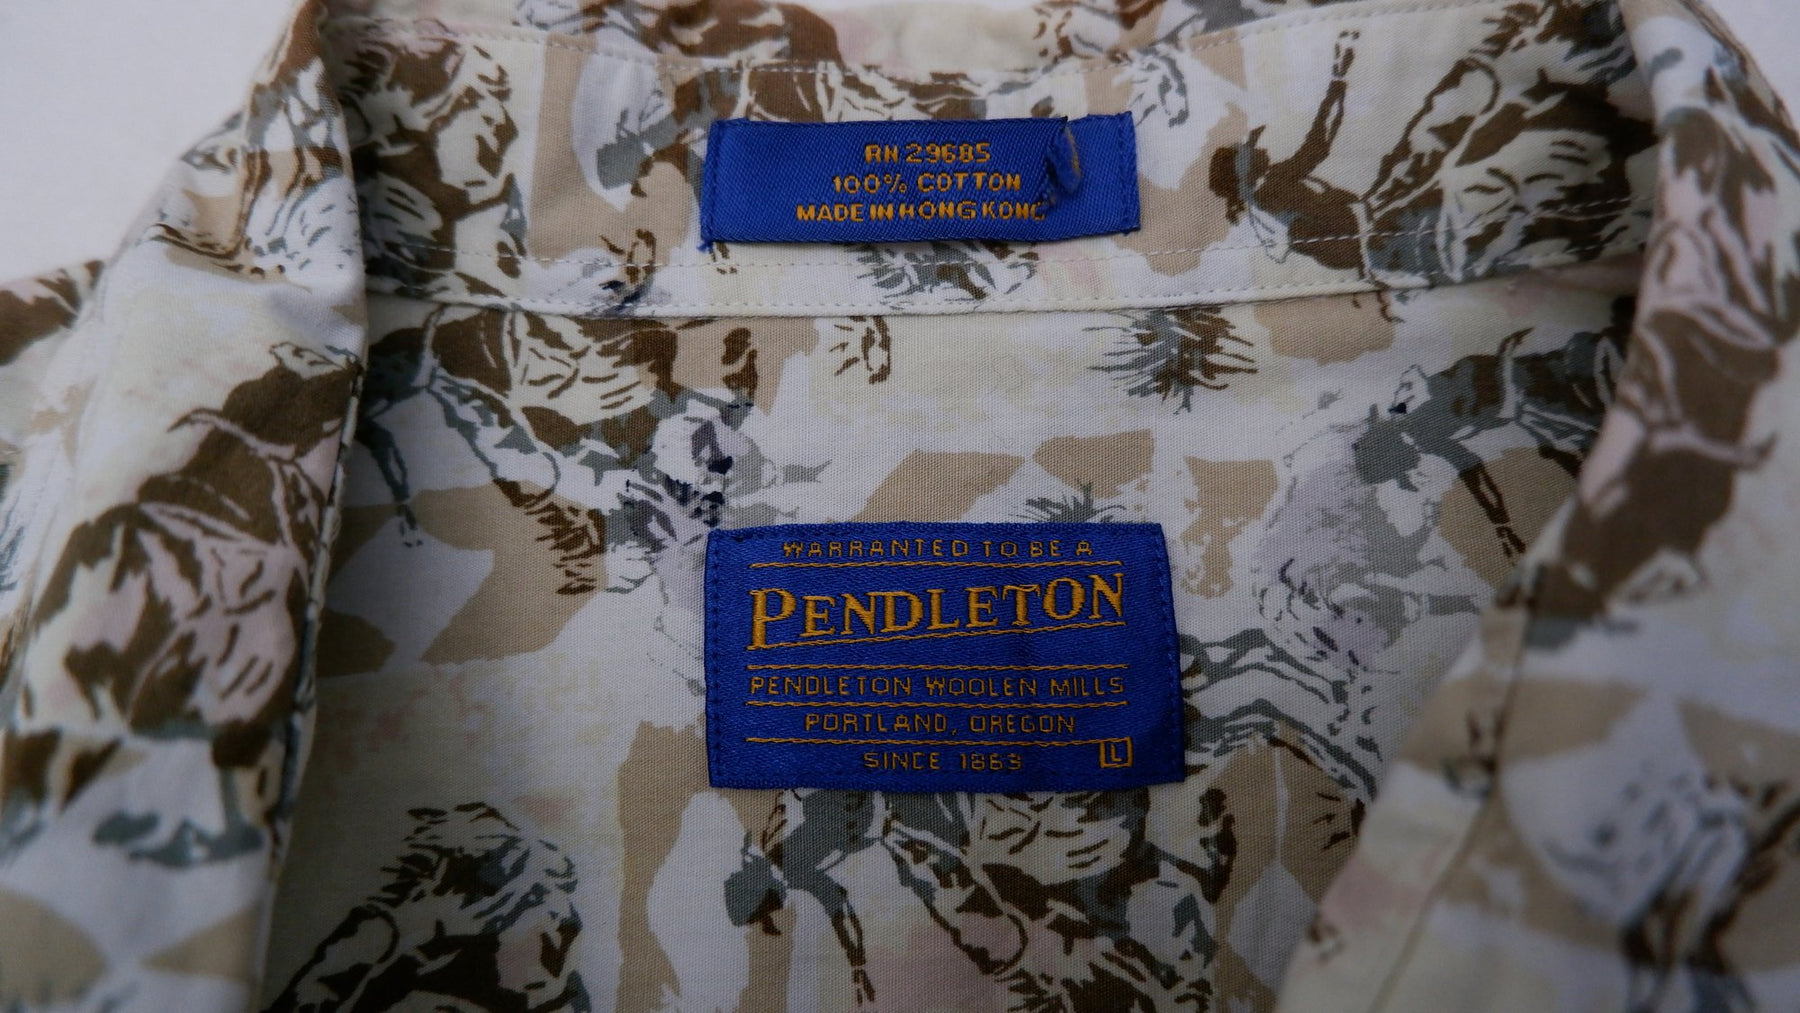 RN 29685
100% COTTON
MADE IN HONG KONG
WARRANTED TO BE A
PENDLETON
PENDLETON WOOLEN MILLS
PORTLAND, OREGON
SINCE 1863
L